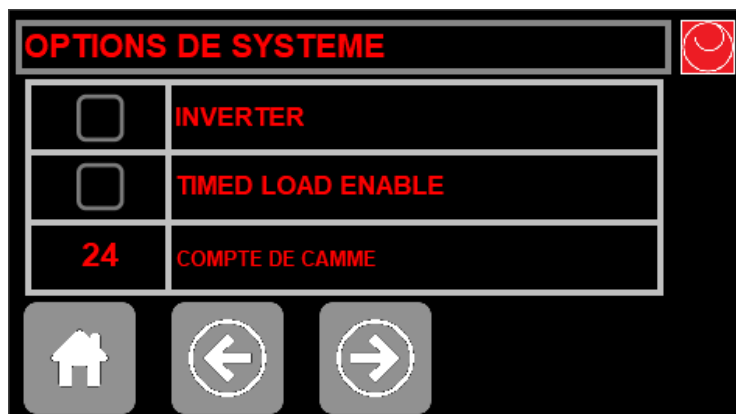 OPTIONS DE SYSTEME
INVERTER
TIMED LOAD ENABLE
24 COMPTE DE CAMME